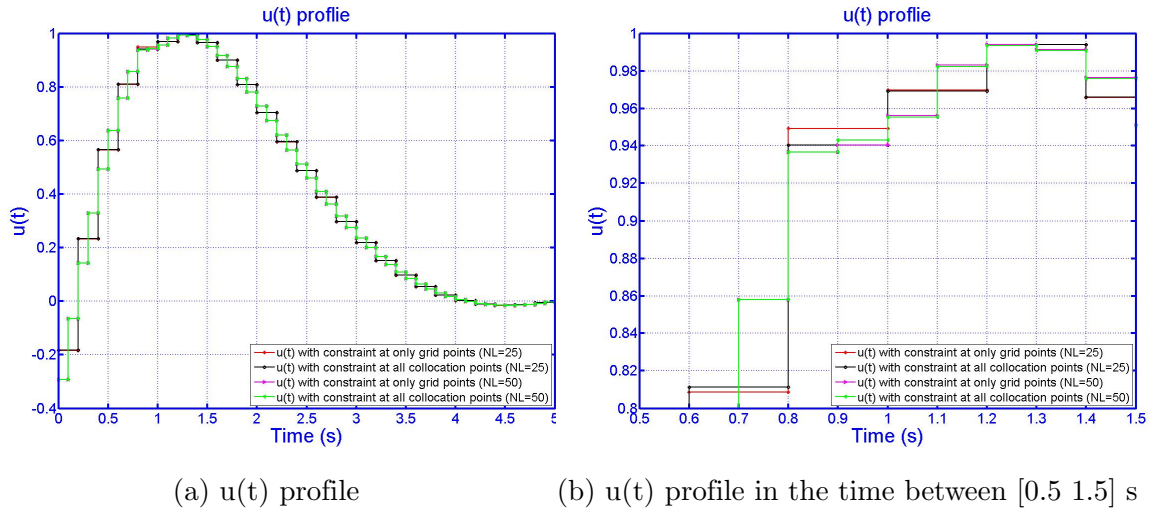 u(t) proflie
1
0.8
0.6
0.4
0.2
0
-0.2
-0.4
u(t)
0 0.5 1 1.5 2 2.5 3 3.5 4 4.5 5
Time (s)
u(t) with constraint at only grid points (NL=25)
u(t) with constraint at all collocation points (NL=25)
u(t) with constraint at only grid points (NL=50)
u(t) with constraint at all collocation points (NL=50)
(a) u(t) profile
u(t) proflie
1
0.98
0.96
0.94
0.92
0.9
0.88
0.86
0.84
0.82
0.8
u(t)
0.5 0.6 0.7 0.8 0.9 1 1.1 1.2 1.3 1.4 1.5
Time (s)
u(t) with constraint at only grid points (NL=25)
u(t) with constraint at all collocation points (NL=25)
u(t) with constraint at only grid points (NL=50)
u(t) with constraint at all collocation points (NL=50)
(b) u(t) profile in the time between [0.5 1.5] s